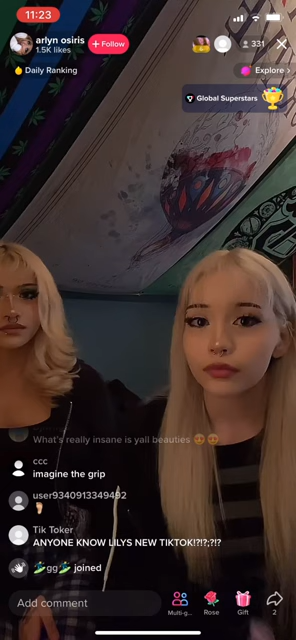 11:23
arlyn osiris
1.5K likes
+ Follow
331
Daily Ranking
Explore
Global Superstars
What's really insane is yall beauties
ccc
imagine the grip
user9340913349492
Tik Toker
ANYONE KNOW LILYS NEW TIKTOK!?!?;?!?
gg joined
Add comment
Multi-g...
Rose
Gift
2